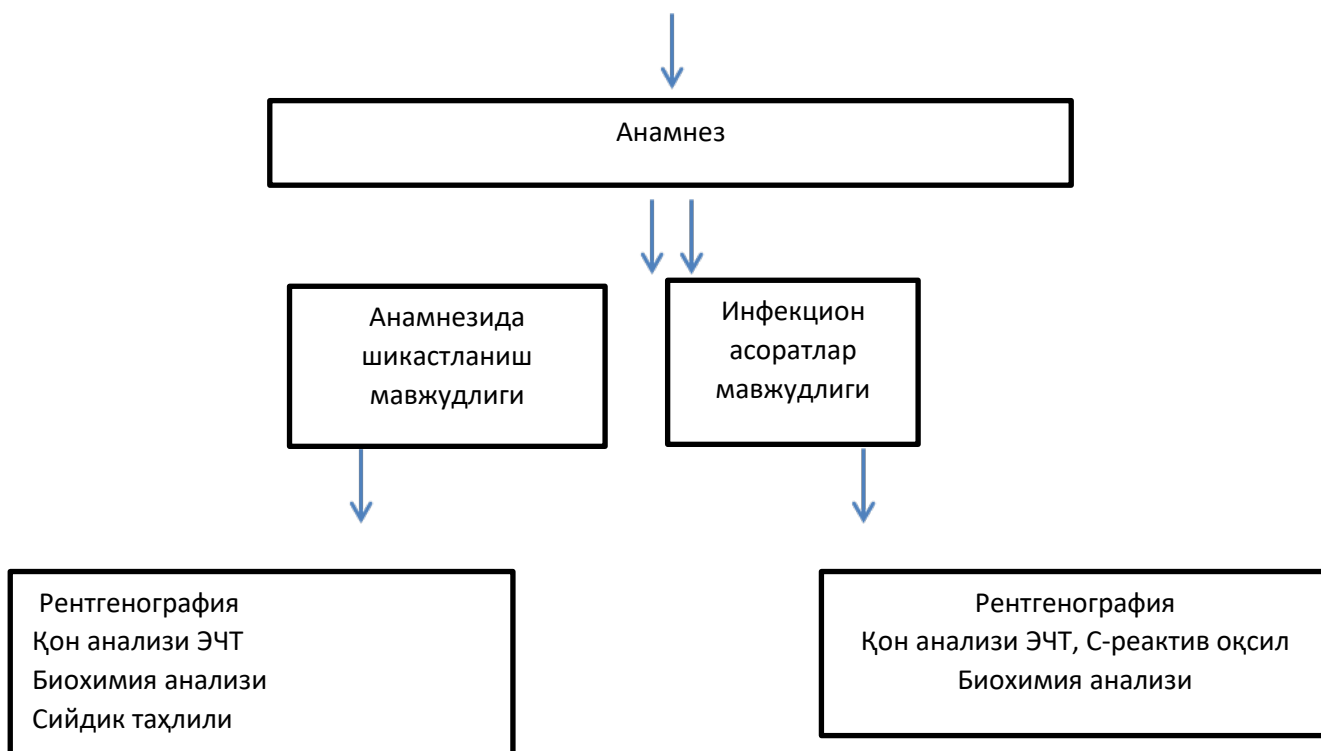 Анамнез
Анамнезида
шикастланиш
мавжудлиги
Инфекцион
асоратлар
мавжудлиги
Рентгенография
Қон анализи ЭЧТ
Биохимия анализи
Сийдик таҳлили
Рентгенография
Қон анализи ЭЧТ, С-реактив оқсил
Биохимия анализи